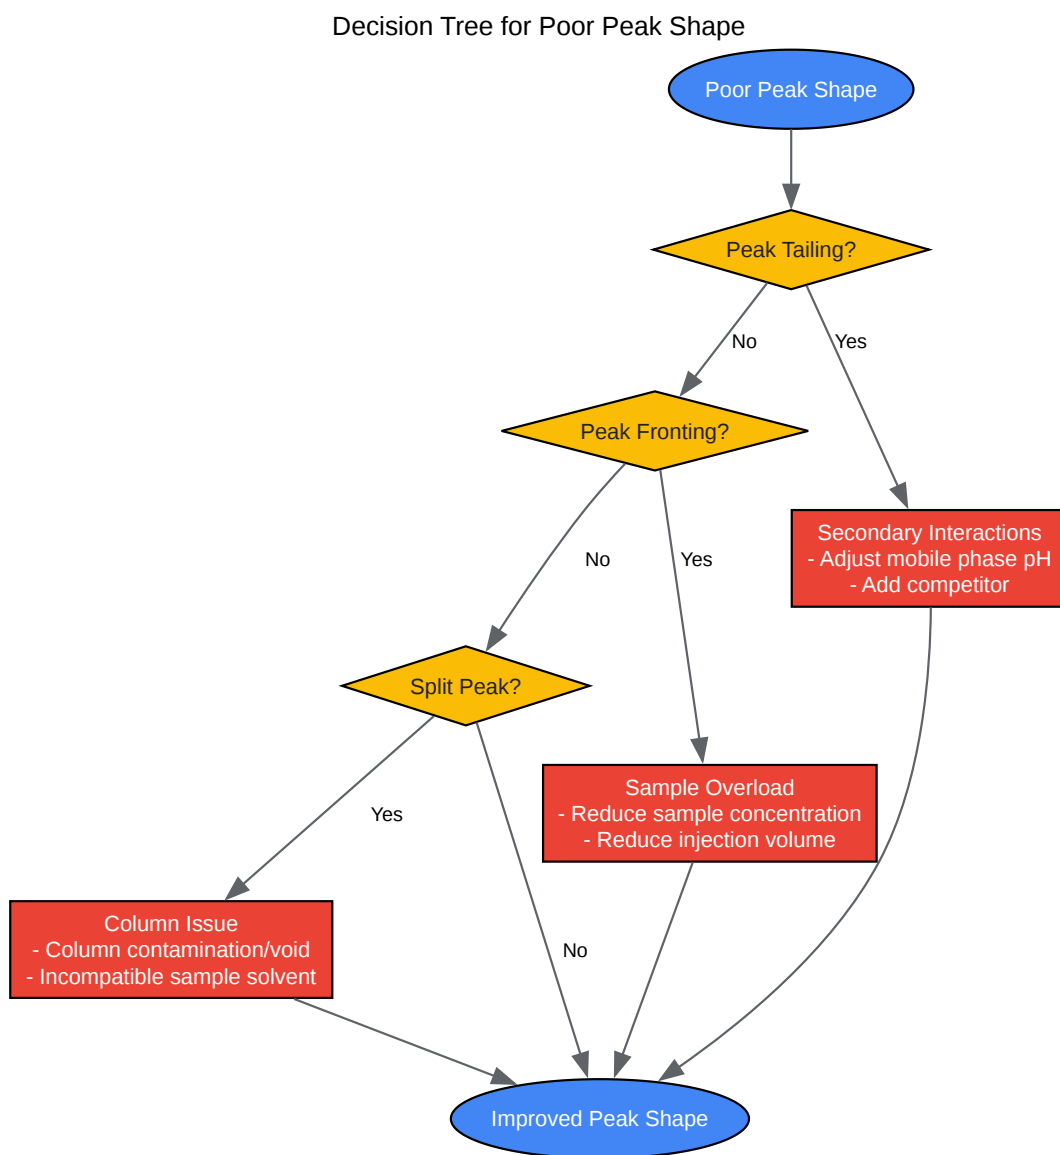 Decision Tree for Poor Peak Shape
Poor Peak Shape
Peak Tailing?
No
Yes
Peak Fronting?
No
Yes
Secondary Interactions
- Adjust mobile phase pH
- Add competitor
Split Peak?
Yes
No
Sample Overload
- Reduce sample concentration
- Reduce injection volume
Column Issue
- Column contamination/void
- Incompatible sample solvent
Improved Peak Shape